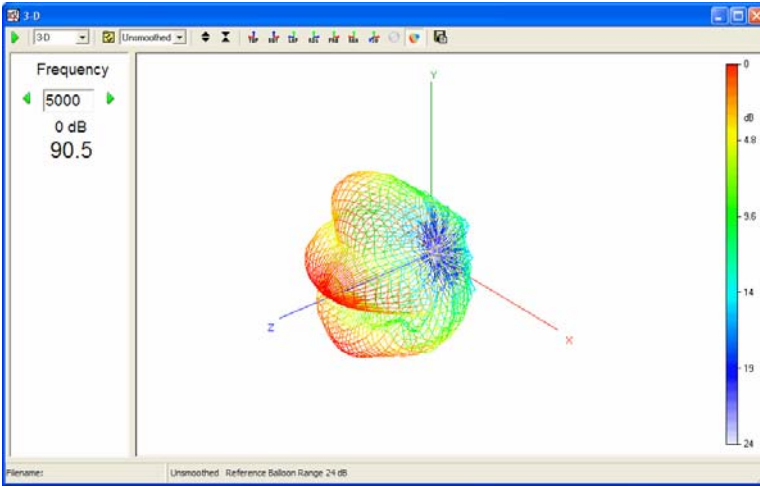 3-D
3-D
Unsmoothed
Frequency
5000
0 dB
90.5
Y
Z
X
0
dB
4.8
9.6
14
19
24
Filename:
Unsmoothed Reference Balloon Range 24 dB